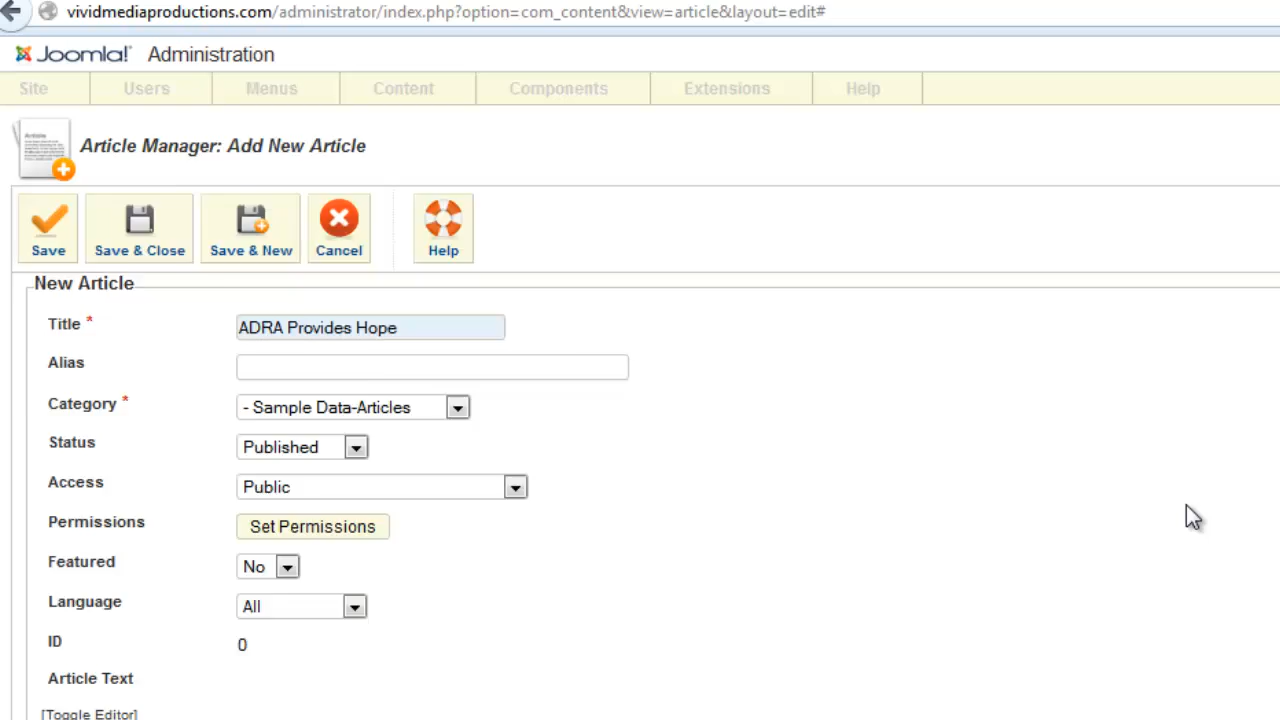 vividmediaproductions.com/administrator/index.php?option=com_content&view=article&layout=edit#
Joomla! Administration
Site Users Menus Content Components Extensions Help
Articles
Article Manager: Add New Article
Save Save & Close Save & New Cancel Help
New Article
Title * ADRA Provides Hope
Alias
Category * - Sample Data-Articles
Status Published
Access Public
Permissions Set Permissions
Featured No
Language All
ID 0
Article Text
[Toggle Editor]